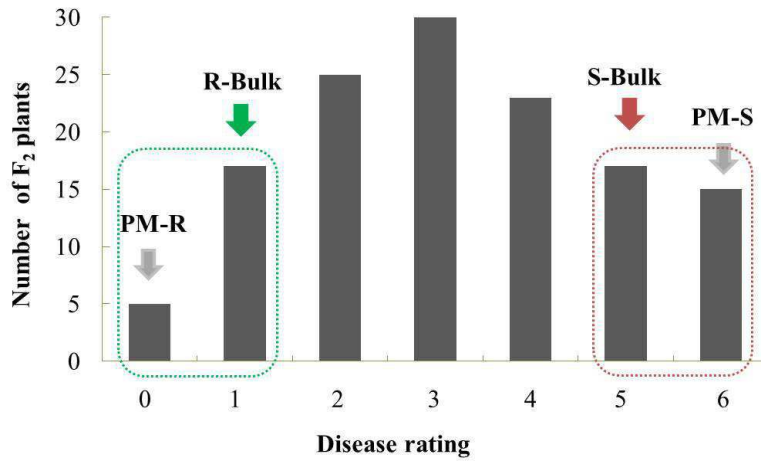 30
25
20
15
10
5
0
Number of F₂ plants
R-Bulk
S-Bulk
PM-S
PM-R
0 1 2 3 4 5 6
Disease rating